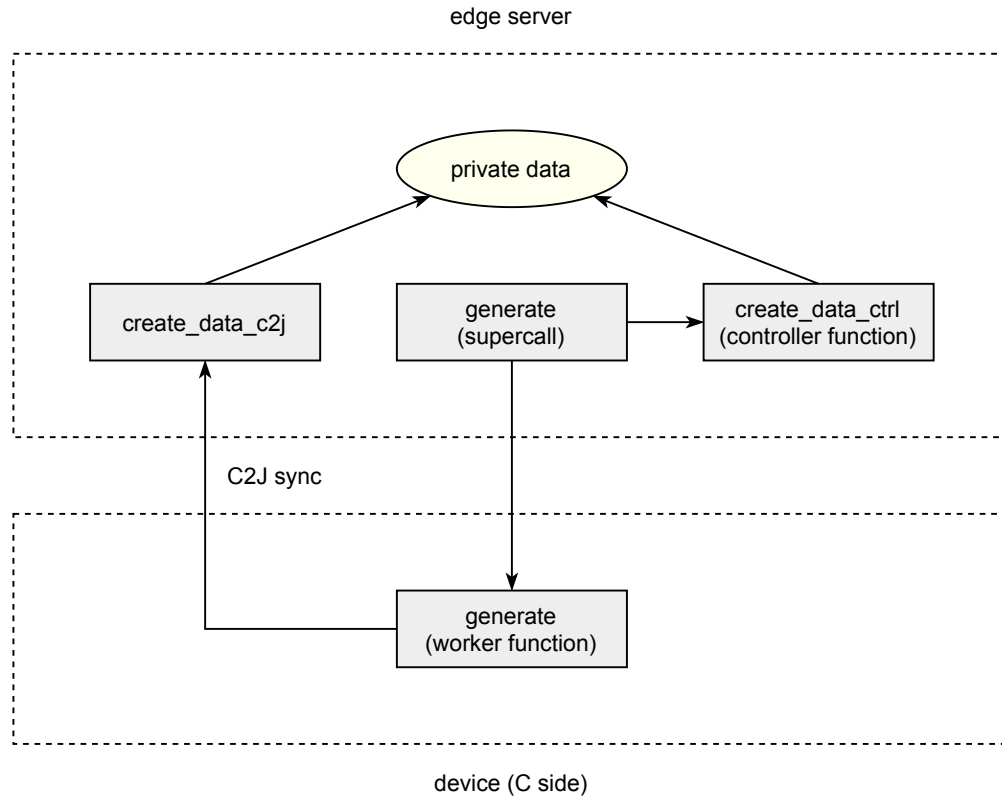 edge server
private data
create_data_c2j
generate
(supercall)
create_data_ctrl
(controller function)
C2J sync
generate
(worker function)
device (C side)